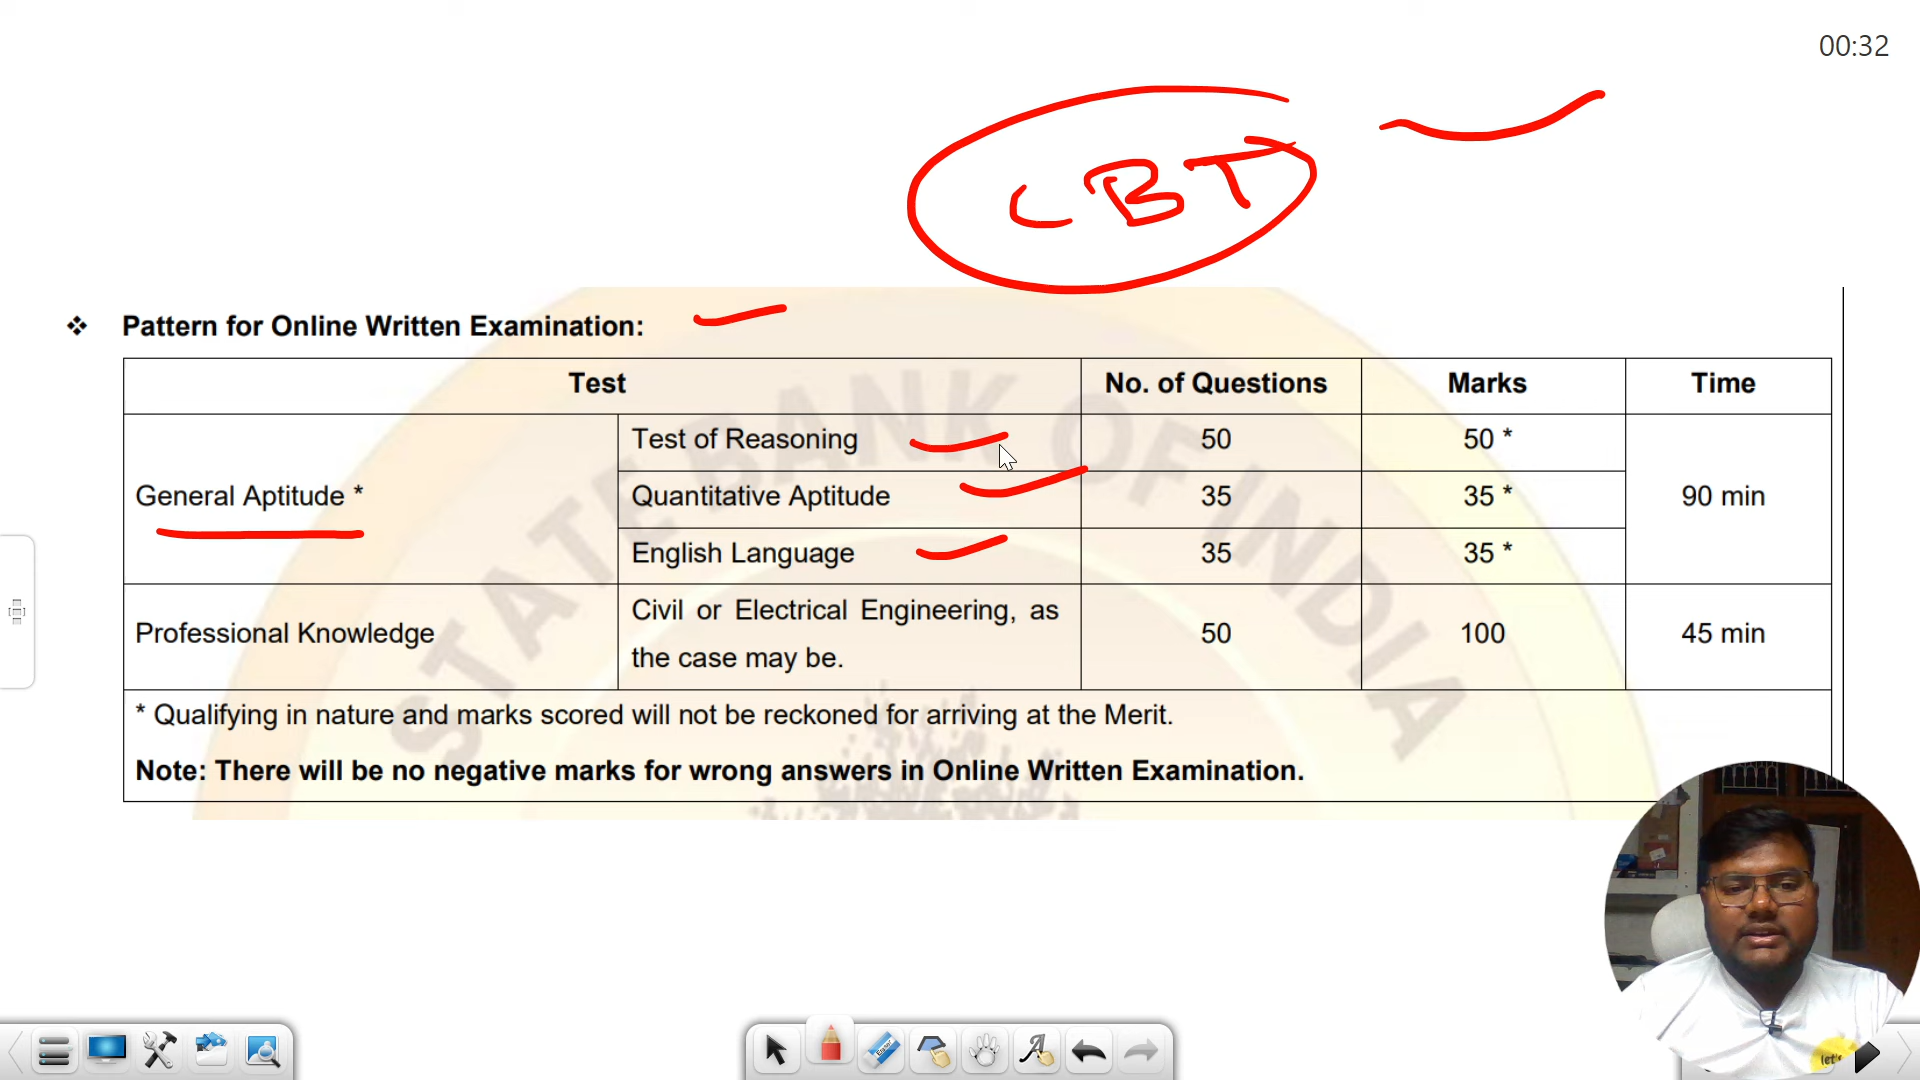 00:32
CBT
❖ Pattern for Online Written Examination:
Test No. of Questions Marks Time
General Aptitude * Test of Reasoning 50 50 * 90 min
Quantitative Aptitude 35 35 *
English Language 35 35 *
Professional Knowledge Civil or Electrical Engineering, as the case may be. 50 100 45 min
* Qualifying in nature and marks scored will not be reckoned for arriving at the Merit.
Note: There will be no negative marks for wrong answers in Online Written Examination.
STATE BANK OF INDIA
Eraser
let's